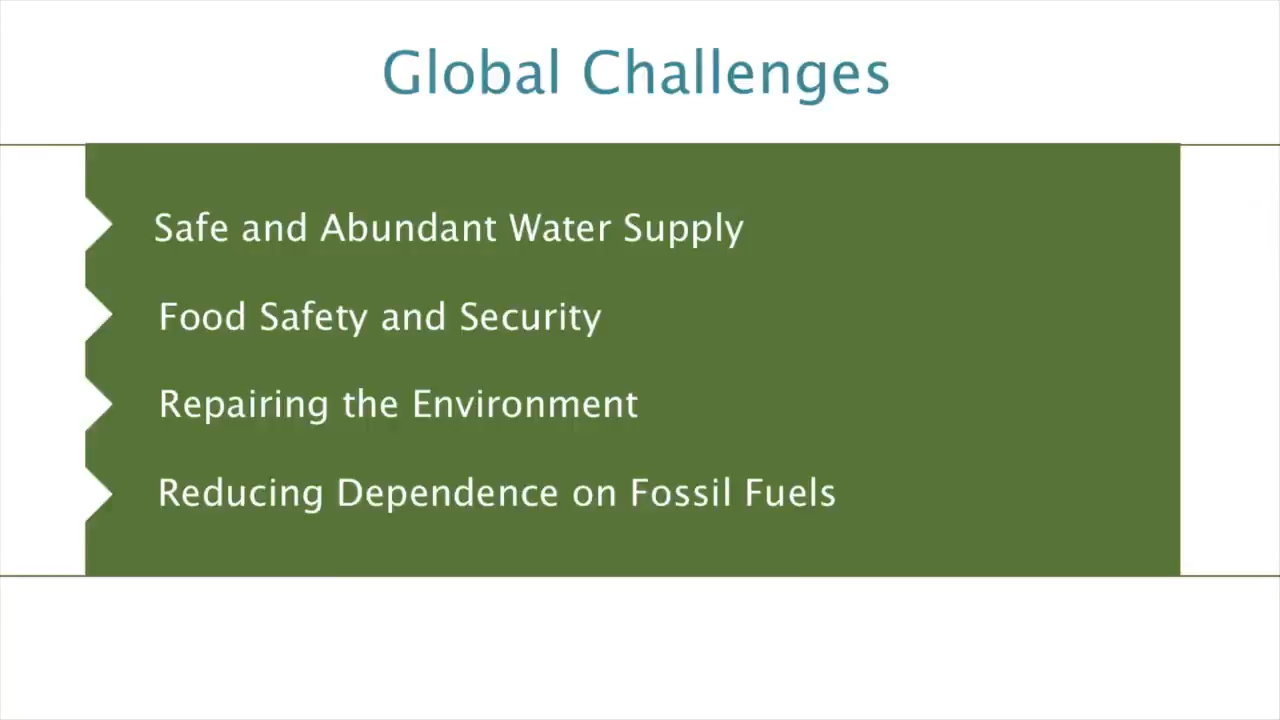 Global Challenges
Safe and Abundant Water Supply
Food Safety and Security
Repairing the Environment
Reducing Dependence on Fossil Fuels